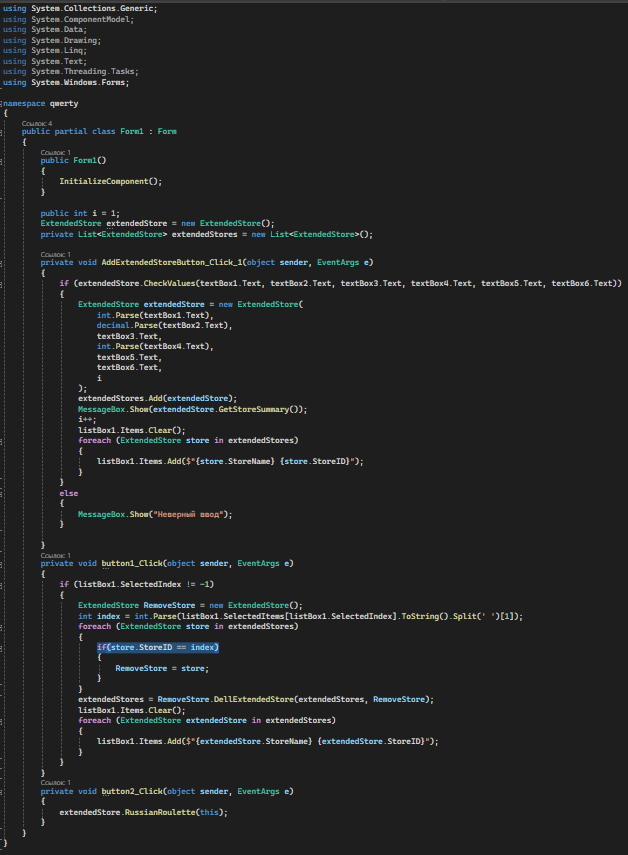 using System.Collections.Generic;
using System.ComponentModel;
using System.Data;
using System.Drawing;
using System.Linq;
using System.Text;
using System.Threading.Tasks;
using System.Windows.Forms;
namespace qwerty
{
Ссылок: 4
public partial class Form1 : Form
{
Ссылок: 1
public Form1()
{
InitializeComponent();
}
public int i = 1;
ExtendedStore extendedStore = new ExtendedStore();
private List<ExtendedStore> extendedStores = new List<ExtendedStore>();
Ссылок: 1
private void AddExtendedStoreButton_Click_1(object sender, EventArgs e)
{
if (extendedStore.CheckValues(textBox1.Text, textBox2.Text, textBox3.Text, textBox4.Text, textBox5.Text, textBox6.Text))
{
ExtendedStore extendedStore = new ExtendedStore(
int.Parse(textBox1.Text),
decimal.Parse(textBox2.Text),
textBox3.Text,
int.Parse(textBox4.Text),
textBox5.Text,
textBox6.Text,
i
);
extendedStores.Add(extendedStore);
MessageBox.Show(extendedStore.GetStoreSummary());
i++;
listBox1.Items.Clear();
foreach (ExtendedStore store in extendedStores)
{
listBox1.Items.Add($"{store.StoreName} {store.StoreID}");
}
}
else
{
MessageBox.Show("Неверный ввод");
}
}
Ссылок: 1
private void button1_Click(object sender, EventArgs e)
{
if (listBox1.SelectedIndex != -1)
{
ExtendedStore RemoveStore = new ExtendedStore();
int index = int.Parse(listBox1.SelectedItems[listBox1.SelectedIndex].ToString().Split(' ')[1]);
foreach (ExtendedStore store in extendedStores)
{
if(store.StoreID == index)
{
RemoveStore = store;
}
}
extendedStores = RemoveStore.DellExtendedStore(extendedStores, RemoveStore);
listBox1.Items.Clear();
foreach (ExtendedStore extendedStore in extendedStores)
{
listBox1.Items.Add($"{extendedStore.StoreName} {extendedStore.StoreID}");
}
}
}
Ссылок: 1
private void button2_Click(object sender, EventArgs e)
{
extendedStore.RussianRoulette(this);
}
}
}